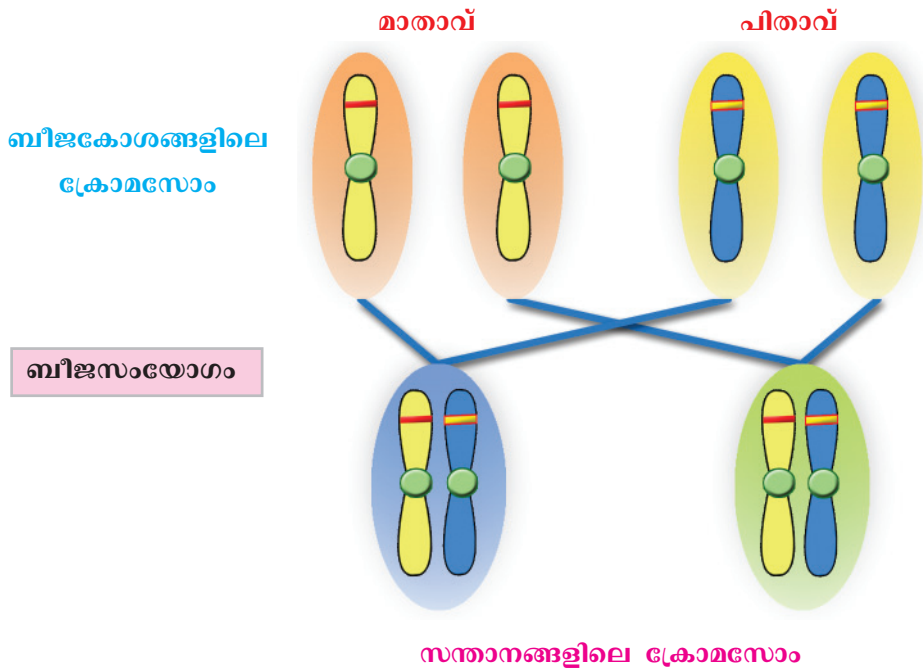 മാതാവ്
പിതാവ്
ബീജകോശങ്ങളിലെ
ക്രോമസോം
ബീജസംയോഗം
സന്താനങ്ങളിലെ ക്രോമസോം